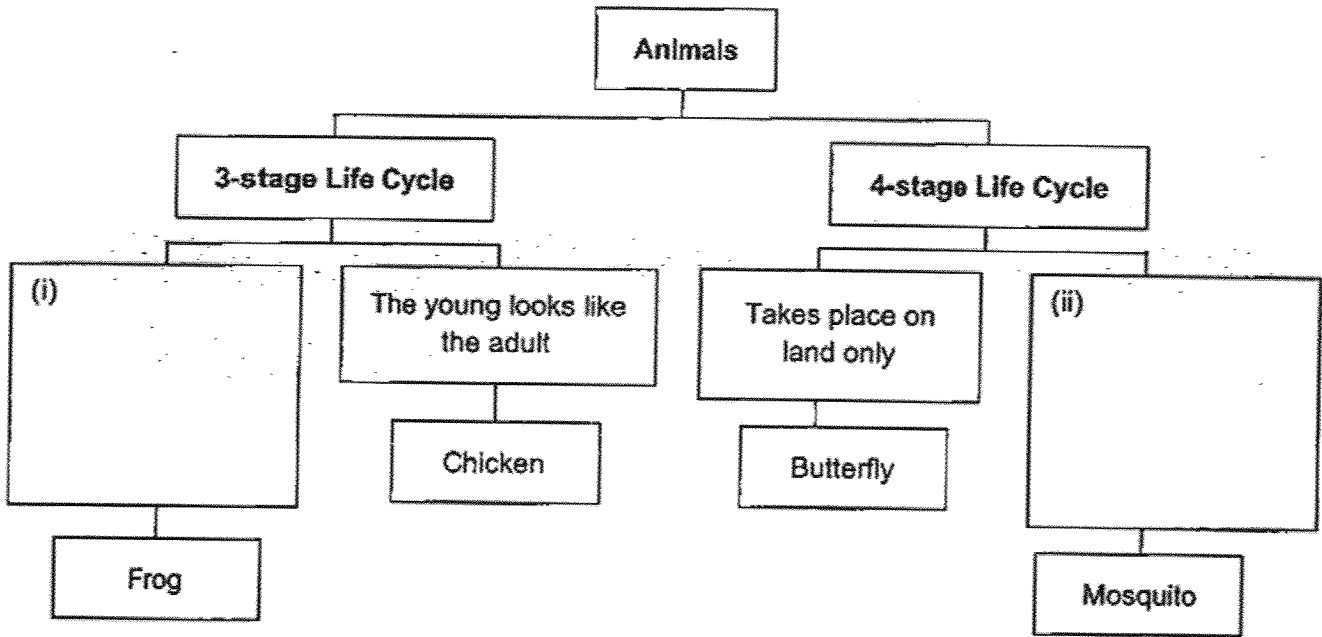 Animals
3-stage Life Cycle
4-stage Life Cycle
(i)
The young looks like
the adult
Takes place on
land only
(ii)
Chicken
Butterfly
Frog
Mosquito